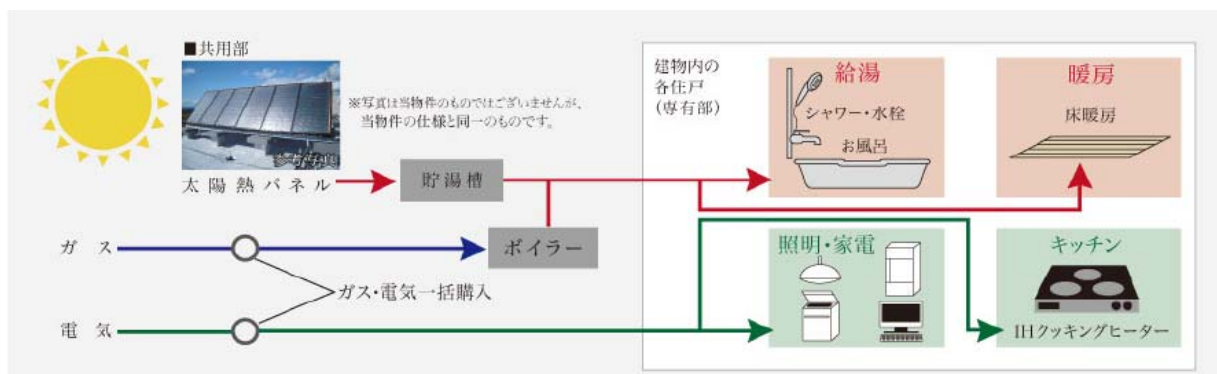 ■共用部
※写真は当物件のものではございませんが、
当物件の仕様と同一のものです。
参考写真
太陽熱パネル
貯湯槽
ガス
ボイラー
ガス・電気一括購入
電気
建物内の
各住戸
(専有部)
給湯
シャワー・水栓
お風呂
暖房
床暖房
照明・家電
キッチン
IHクッキングヒーター